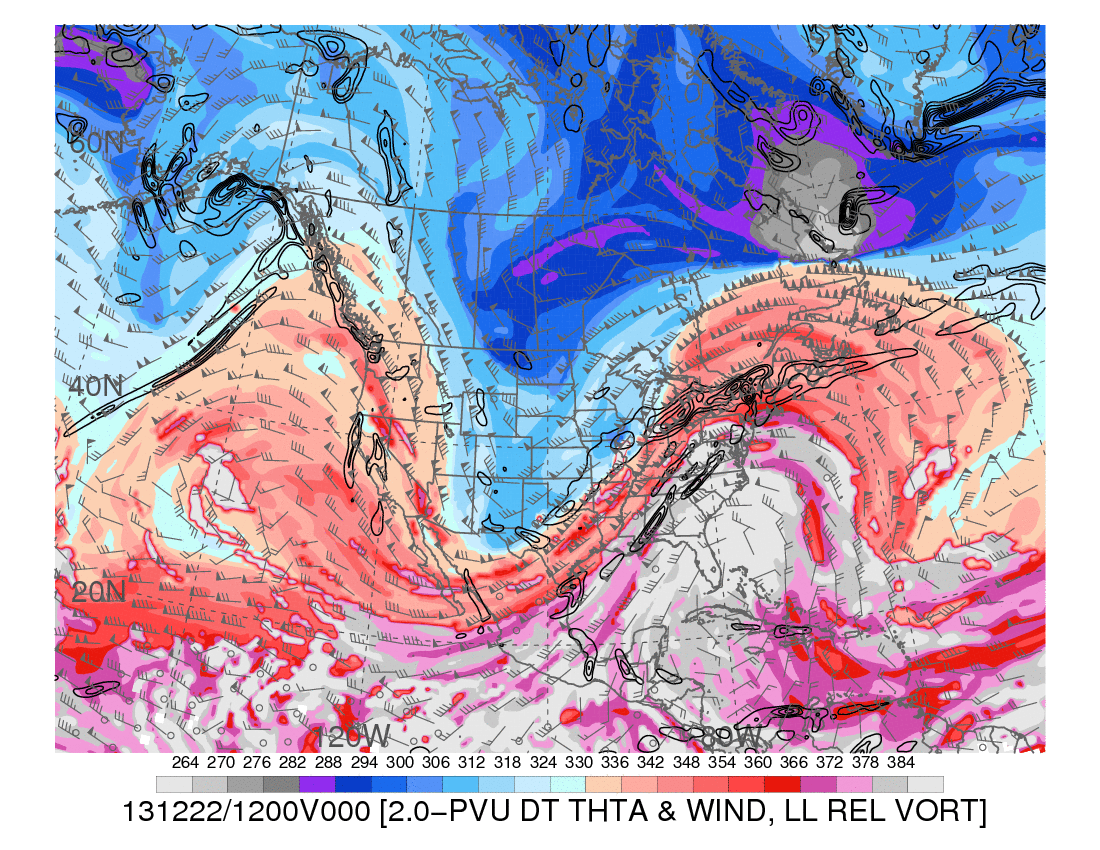 60N
40N
20N
120W
80W
264 270 276 282 288 294 300 306 312 318 324 330 336 342 348 354 360 366 372 378 384
131222/1200V000 [2.0−PVU DT THTA & WIND, LL REL VORT]